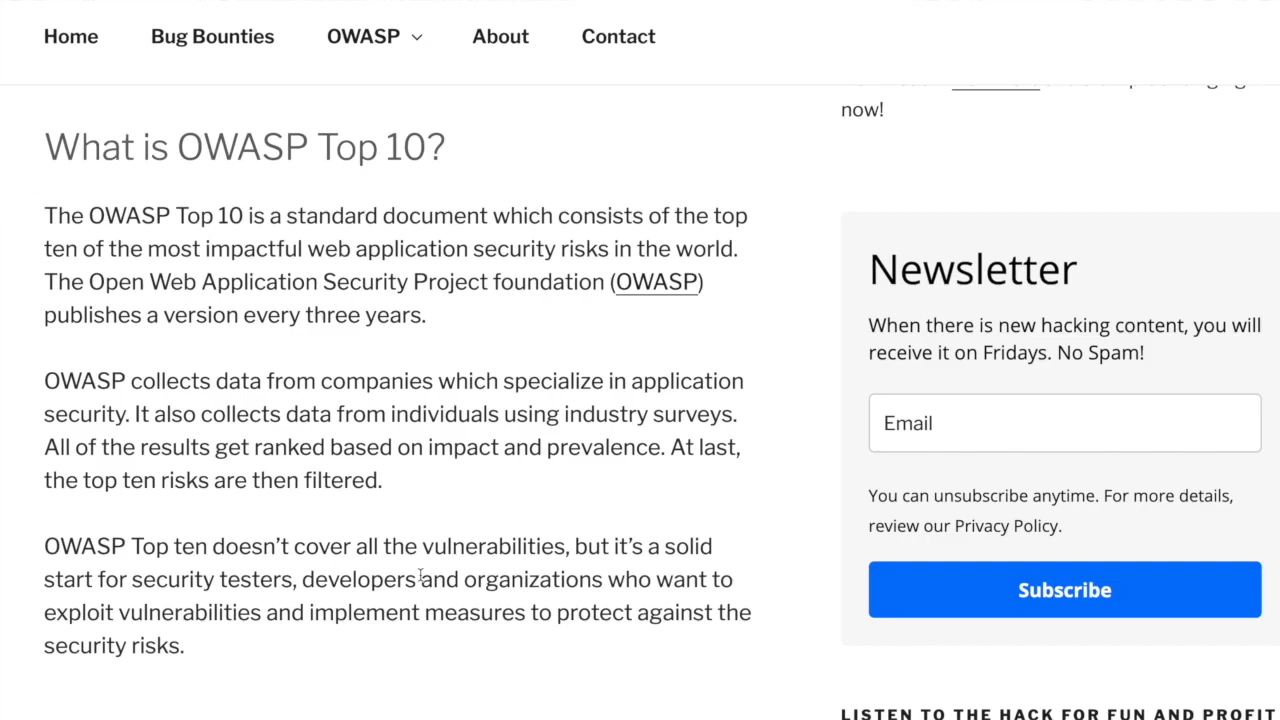 Home Bug Bounties OWASP About Contact
What is OWASP Top 10?
The OWASP Top 10 is a standard document which consists of the top
ten of the most impactful web application security risks in the world.
The Open Web Application Security Project foundation (OWASP)
publishes a version every three years.
OWASP collects data from companies which specialize in application
security. It also collects data from individuals using industry surveys.
All of the results get ranked based on impact and prevalence. At last,
the top ten risks are then filtered.
OWASP Top ten doesn’t cover all the vulnerabilities, but it’s a solid
start for security testers, developers and organizations who want to
exploit vulnerabilities and implement measures to protect against the
security risks.
now!
Newsletter
When there is new hacking content, you will
receive it on Fridays. No Spam!
Email
You can unsubscribe anytime. For more details,
review our Privacy Policy.
Subscribe
LISTEN TO THE HACK FOR FUN AND PROFIT